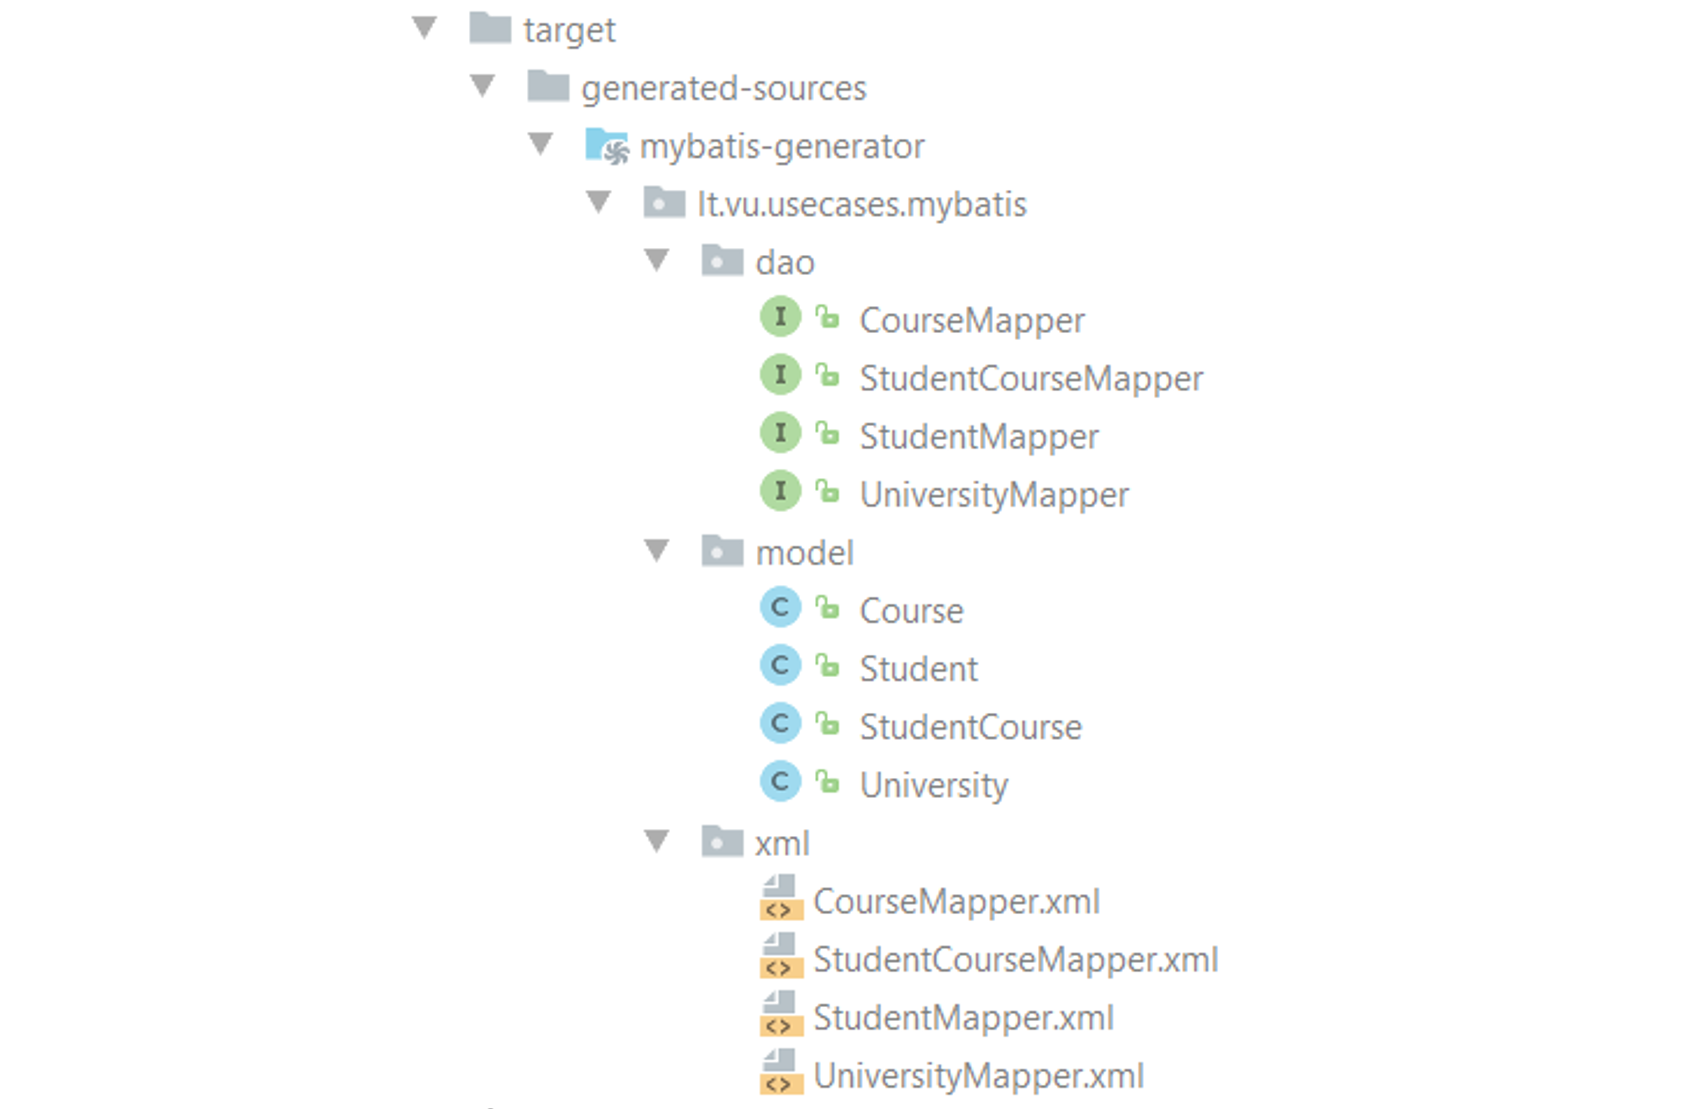 target
generated-sources
mybatis-generator
lt.vu.usecases.mybatis
dao
I CourseMapper
I StudentCourseMapper
I StudentMapper
I UniversityMapper
model
C Course
C Student
C StudentCourse
C University
xml
<> CourseMapper.xml
<> StudentCourseMapper.xml
<> StudentMapper.xml
<> UniversityMapper.xml